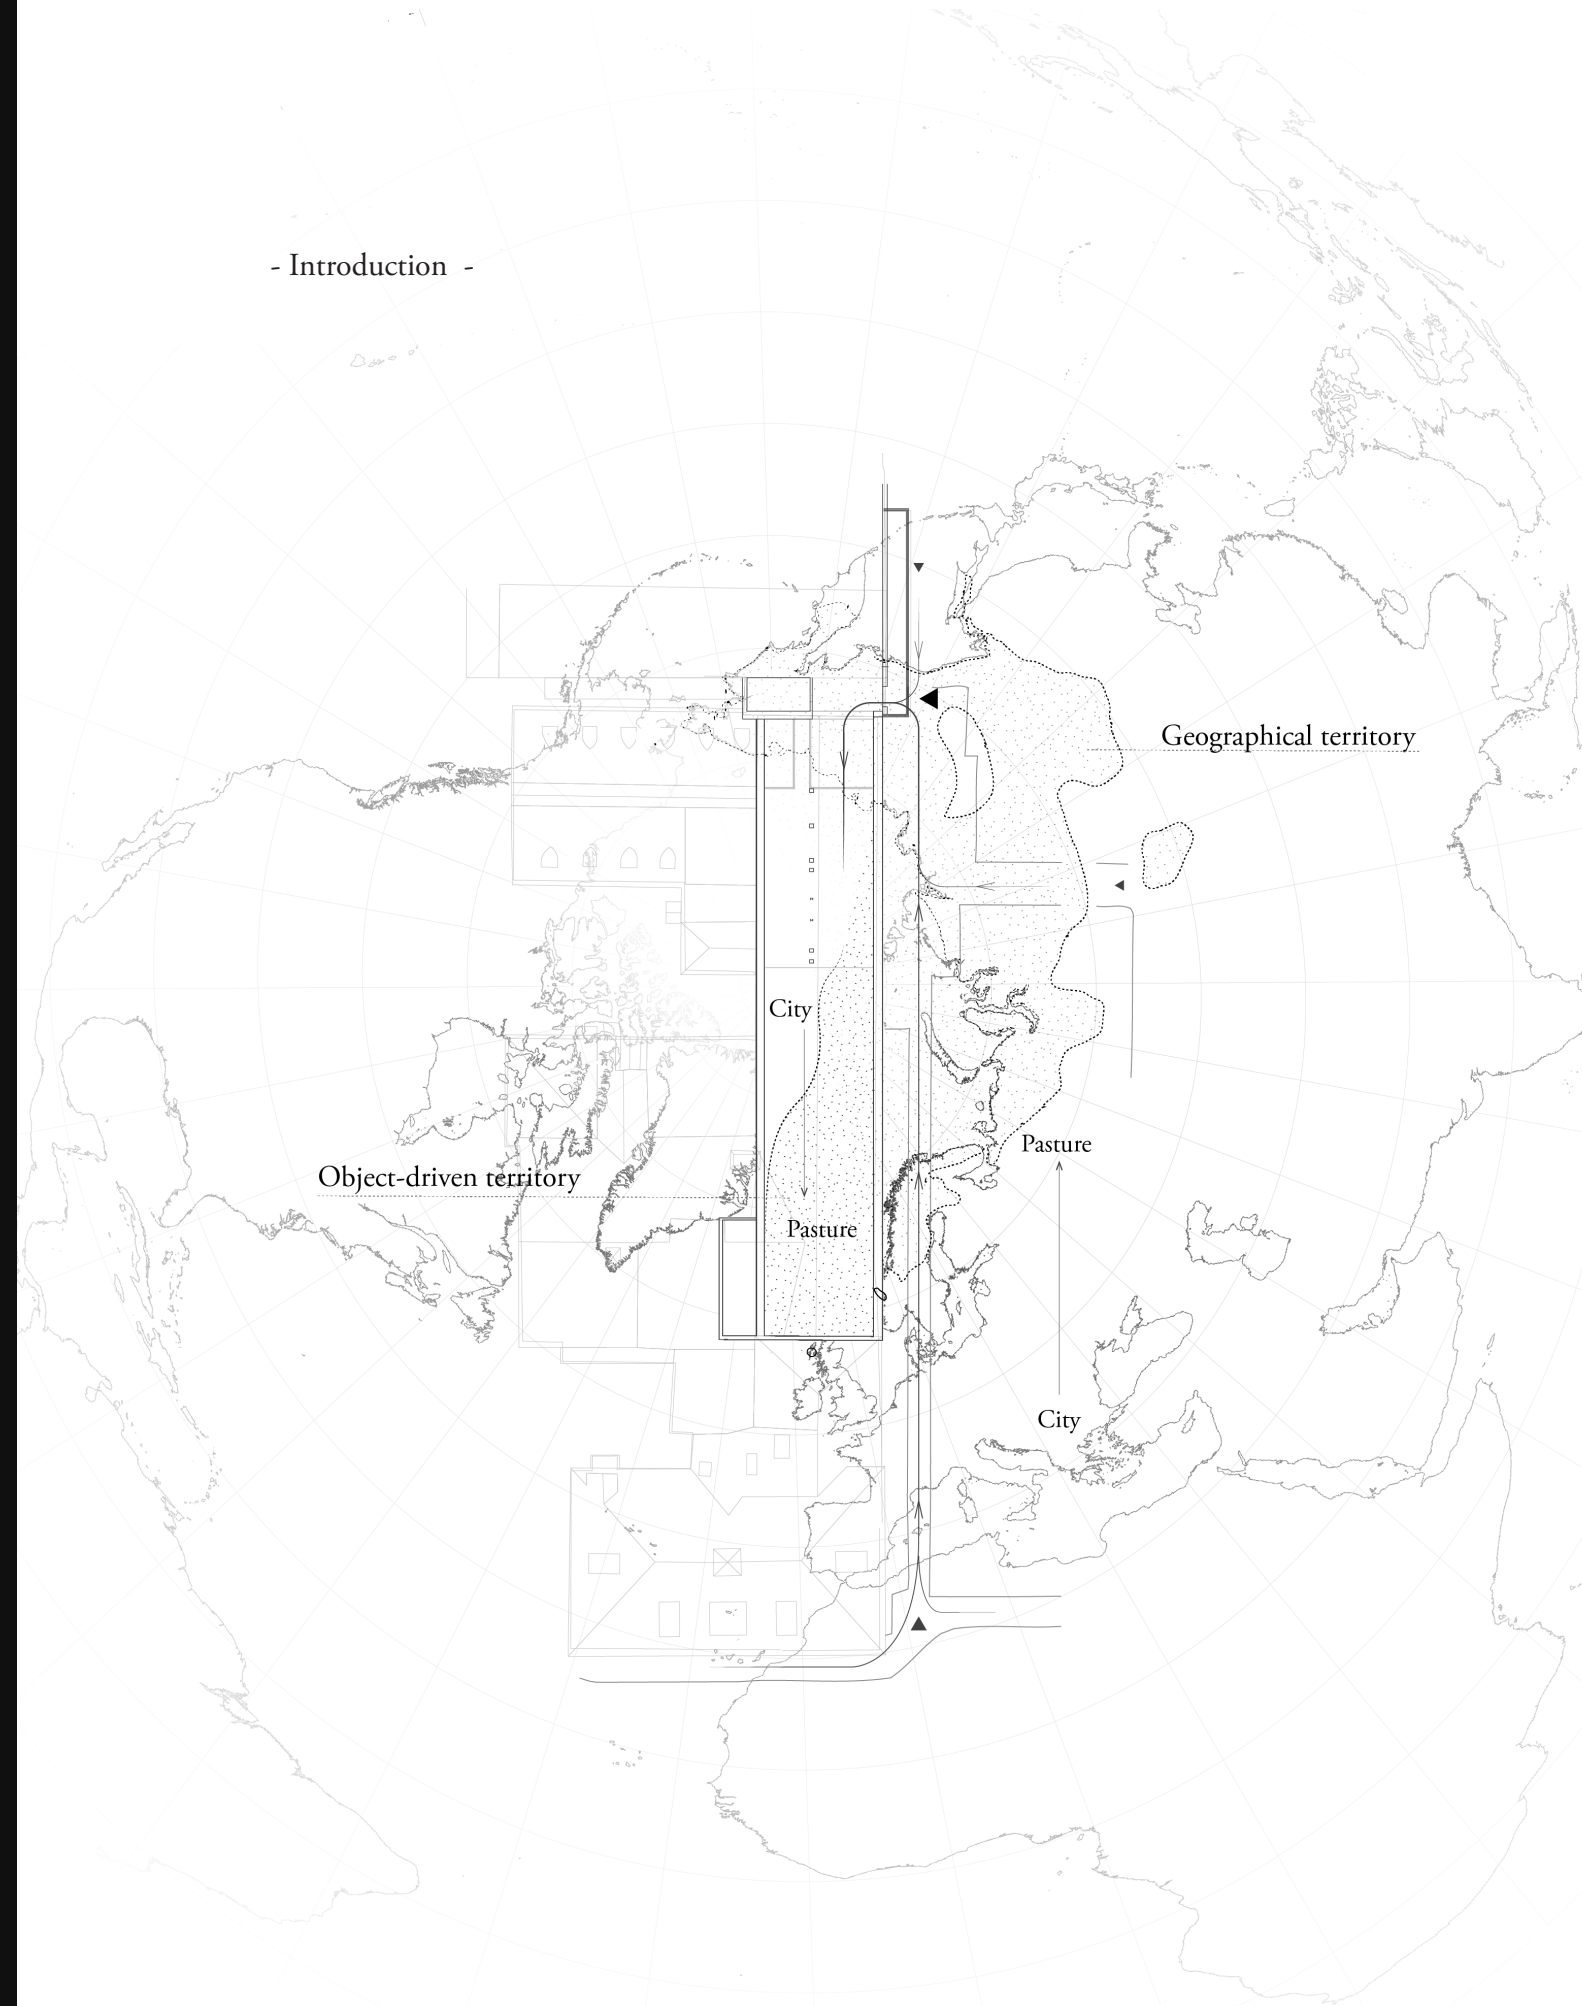 - Introduction -
Geographical territory
City
Pasture
Object-driven territory
Pasture
City